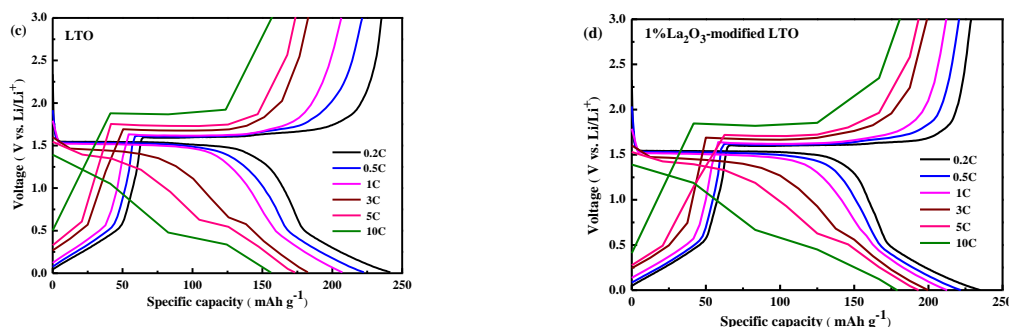 (c)
LTO
Voltage ( V vs. Li/Li⁺)
3.0
2.5
2.0
1.5
1.0
0.5
0.0
0.2C
0.5C
1C
3C
5C
10C
0
50
100
150
200
250
Specific capacity ( mAh g⁻¹)
(d)
1%La₂O₃-modified LTO
Voltage ( V vs. Li/Li⁺)
3.0
2.5
2.0
1.5
1.0
0.5
0.0
0.2C
0.5C
1C
3C
5C
10C
0
50
100
150
200
250
Specific capacity ( mAh g⁻¹)